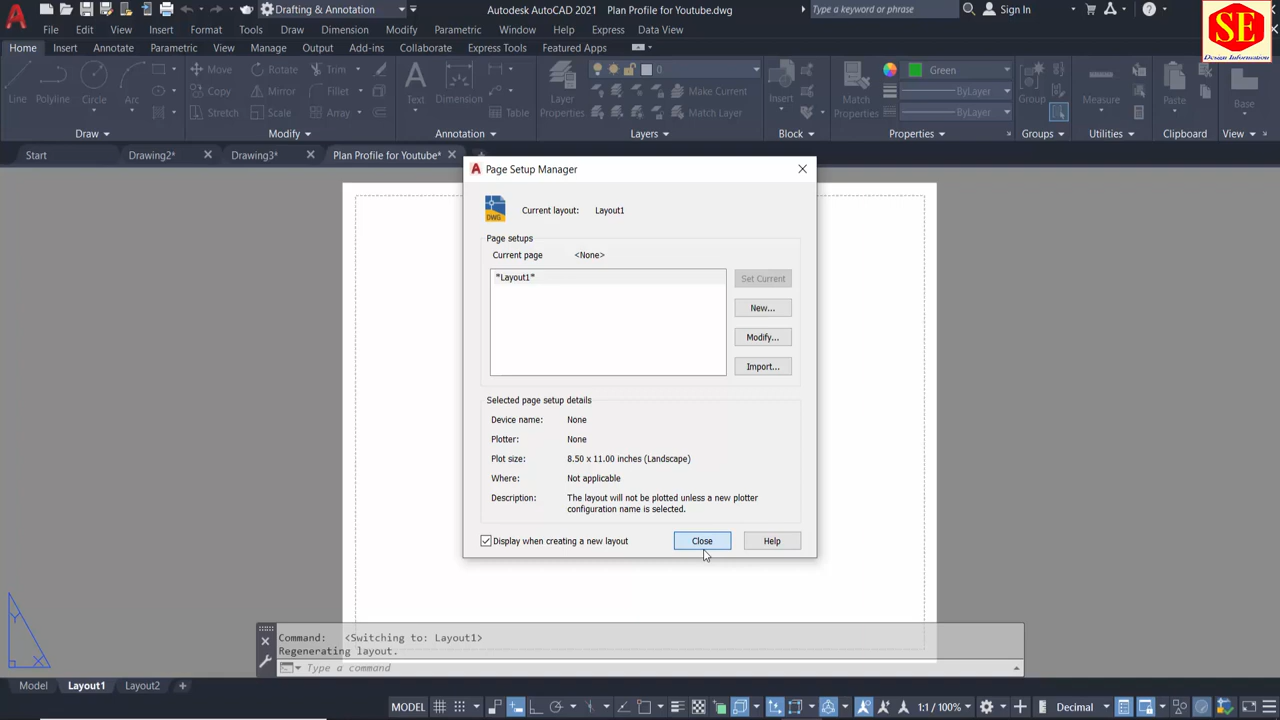 Drafting & Annotation
Autodesk AutoCAD 2021 Plan Profile for Youtube.dwg
Type a keyword or phrase
Sign In
SE
Design Information
File Edit View Insert Format Tools Draw Dimension Modify Parametric Window Help Express Data View
Home Insert Annotate Parametric View Manage Output Add-ins Collaborate Express Tools Featured Apps
Line Polyline Circle Arc
Move Rotate Trim
Copy Mirror Fillet
Stretch Scale Array
Text Dimension Table
Layer Properties
0
Make Current
Match Layer
Insert
Match Properties
Green
ByLayer
ByLayer
Group
Measure
Paste
Base
Draw Modify Annotation Layers Block Properties Groups Utilities Clipboard View
Start Drawing2* Drawing3* Plan Profile for Youtube*
Page Setup Manager
DWG
Current layout: Layout1
Page setups
Current page <None>
*Layout1*
Set Current
New...
Modify...
Import...
Selected page setup details
Device name: None
Plotter: None
Plot size: 8.50 x 11.00 inches (Landscape)
Where: Not applicable
Description: The layout will not be plotted unless a new plotter
configuration name is selected.
Display when creating a new layout
Close Help
Y
X
Command: <Switching to: Layout1>
Regenerating layout.
Type a command
Model Layout1 Layout2 +
MODEL 1:1 / 100% Decimal